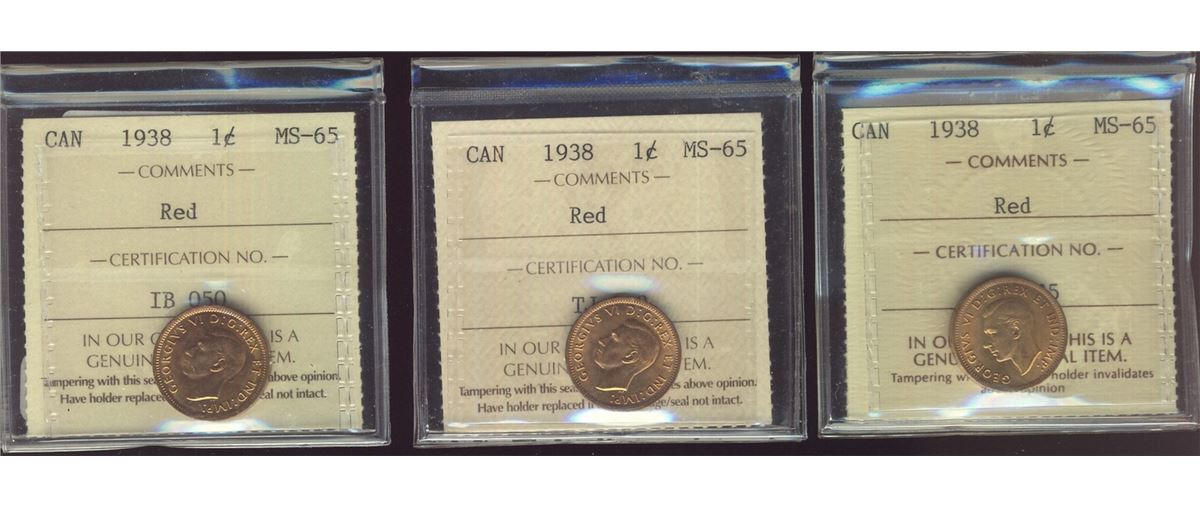 CAN 1938 1¢ MS-65
— COMMENTS —
Red
— CERTIFICATION NO. —
IB 050
IN OUR IS A
GENUIN EM.
Tampering with this above opinion.
Have holder replaced eal not intact.
GEORGIVS VI D:G:REX ET IND:IMP:
CAN 1938 1¢ MS-65
— COMMENTS —
Red
— CERTIFICATION NO. —
IN OUR IS A
GENUIN EM.
Tampering with this sea es above opinion.
Have holder replaced ge/seal not intact.
GEORGIVS VI D:G:REX ET IND:IMP:
CAN 1938 1¢ MS-65
— COMMENTS —
Red
— CERTIFICATION NO. —
IN O HIS IS A
GENU AL ITEM.
Tampering w holder invalidates
opinion
GEORGIVS VI D:G:REX ET IND:IMP: